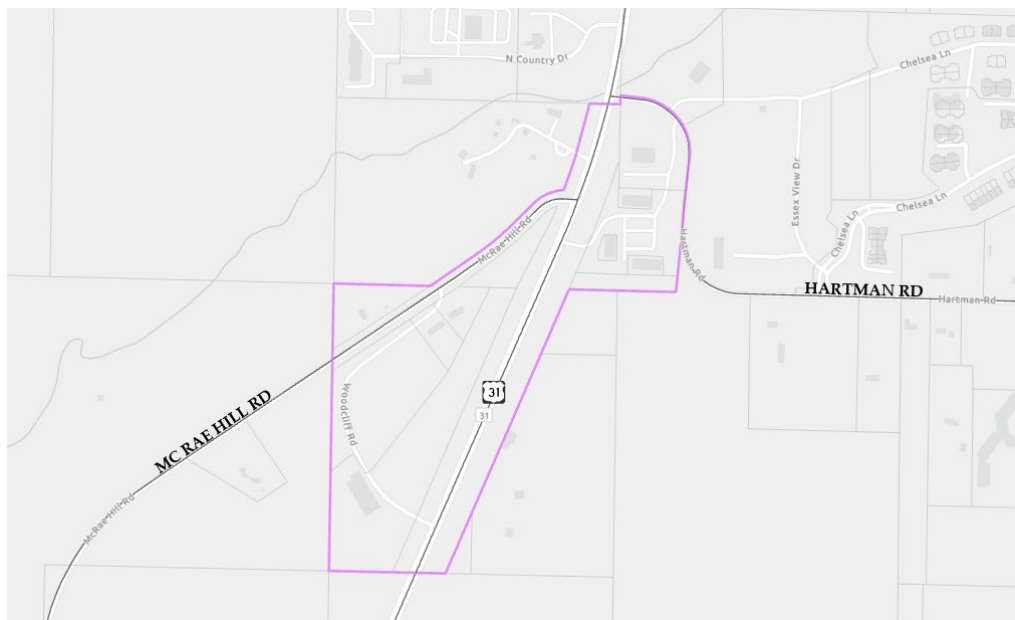 N Country Dr
Chelsea Ln
Essex View Dr
Chelsea Ln
Chelsea Ln
McRae Hill Rd
Hartman Rd
HARTMAN RD
Hartman Rd
31
31
Woodcliff Rd
MC RAE HILL RD
McRae Hill Rd